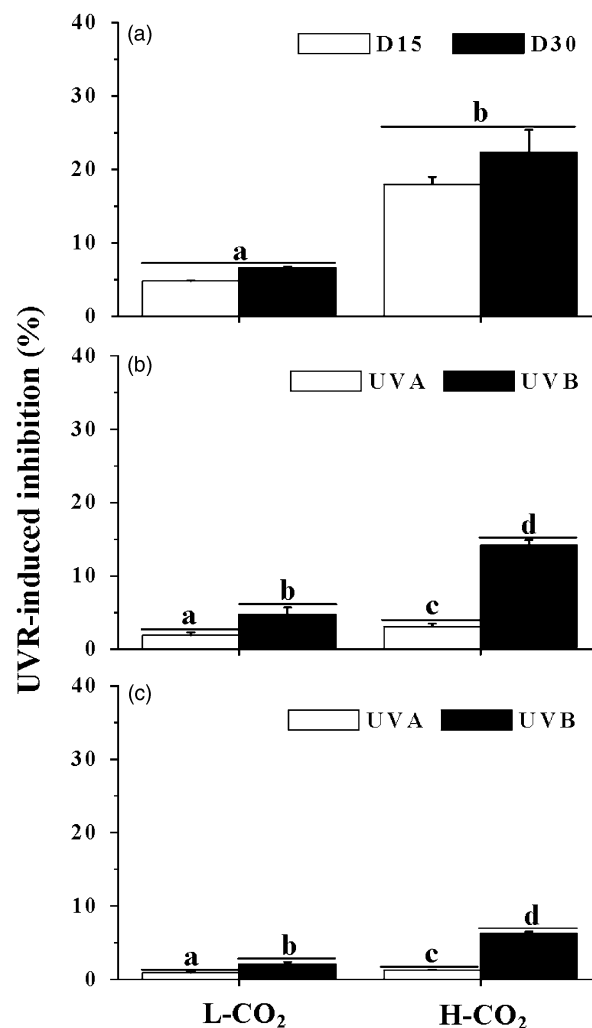 UVR-induced inhibition (%)
(a)
D15 D30
40
30
20
10
0
a
b
(b)
UVA UVB
40
30
20
10
0
a
b
c
d
(c)
UVA UVB
40
30
20
10
0
a
b
c
d
L-CO₂ H-CO₂